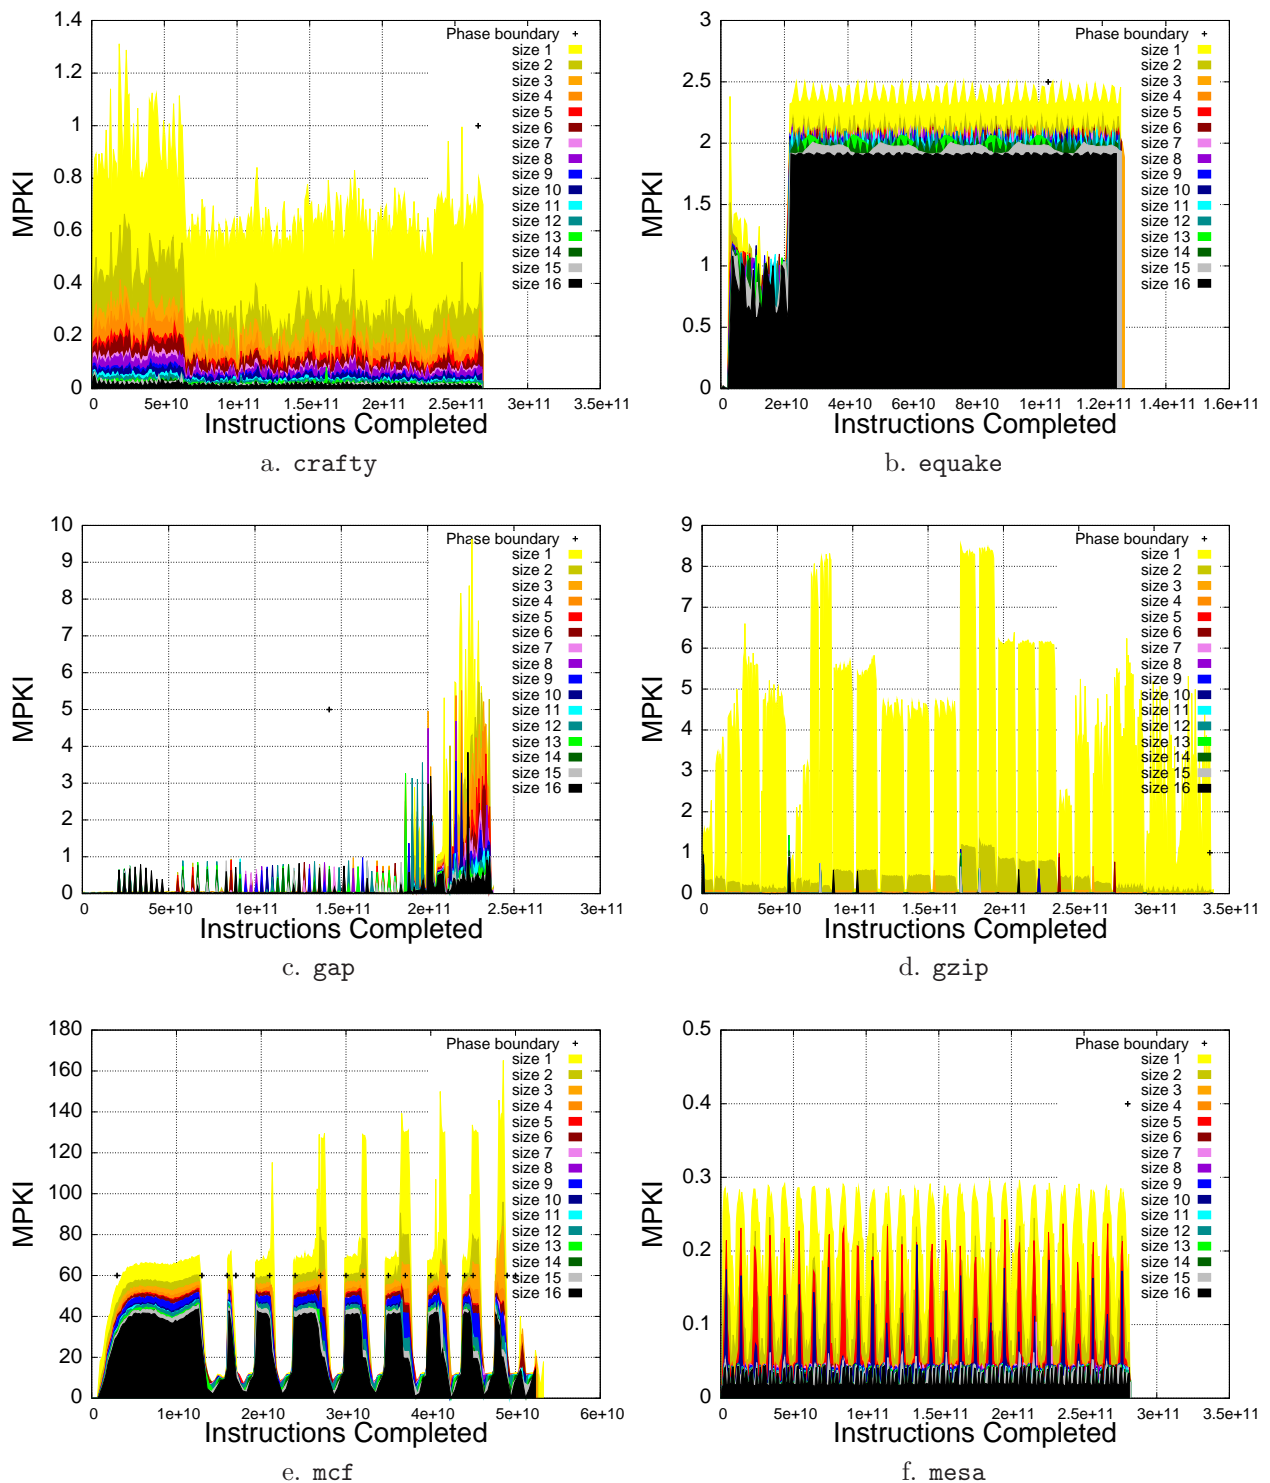 1.4
1.2
1
0.8
0.6
0.4
0.2
0
MPKI
Phase boundary
size 1
size 2
size 3
size 4
size 5
size 6
size 7
size 8
size 9
size 10
size 11
size 12
size 13
size 14
size 15
size 16
0 5e+10 1e+11 1.5e+11 2e+11 2.5e+11 3e+11 3.5e+11
Instructions Completed
a. crafty
3
2.5
2
1.5
1
0.5
0
MPKI
Phase boundary
size 1
size 2
size 3
size 4
size 5
size 6
size 7
size 8
size 9
size 10
size 11
size 12
size 13
size 14
size 15
size 16
0 2e+10 4e+10 6e+10 8e+10 1e+11 1.2e+11 1.4e+11 1.6e+11
Instructions Completed
b. equake
10
9
8
7
6
5
4
3
2
1
0
MPKI
Phase boundary
size 1
size 2
size 3
size 4
size 5
size 6
size 7
size 8
size 9
size 10
size 11
size 12
size 13
size 14
size 15
size 16
0 5e+10 1e+11 1.5e+11 2e+11 2.5e+11 3e+11
Instructions Completed
c. gap
9
8
7
6
5
4
3
2
1
0
MPKI
Phase boundary
size 1
size 2
size 3
size 4
size 5
size 6
size 7
size 8
size 9
size 10
size 11
size 12
size 13
size 14
size 15
size 16
0 5e+10 1e+11 1.5e+11 2e+11 2.5e+11 3e+11 3.5e+11
Instructions Completed
d. gzip
180
160
140
120
100
80
60
40
20
0
MPKI
Phase boundary
size 1
size 2
size 3
size 4
size 5
size 6
size 7
size 8
size 9
size 10
size 11
size 12
size 13
size 14
size 15
size 16
0 1e+10 2e+10 3e+10 4e+10 5e+10 6e+10
Instructions Completed
e. mcf
0.5
0.4
0.3
0.2
0.1
0
MPKI
Phase boundary
size 1
size 2
size 3
size 4
size 5
size 6
size 7
size 8
size 9
size 10
size 11
size 12
size 13
size 14
size 15
size 16
0 5e+10 1e+11 1.5e+11 2e+11 2.5e+11 3e+11 3.5e+11
Instructions Completed
f. mesa